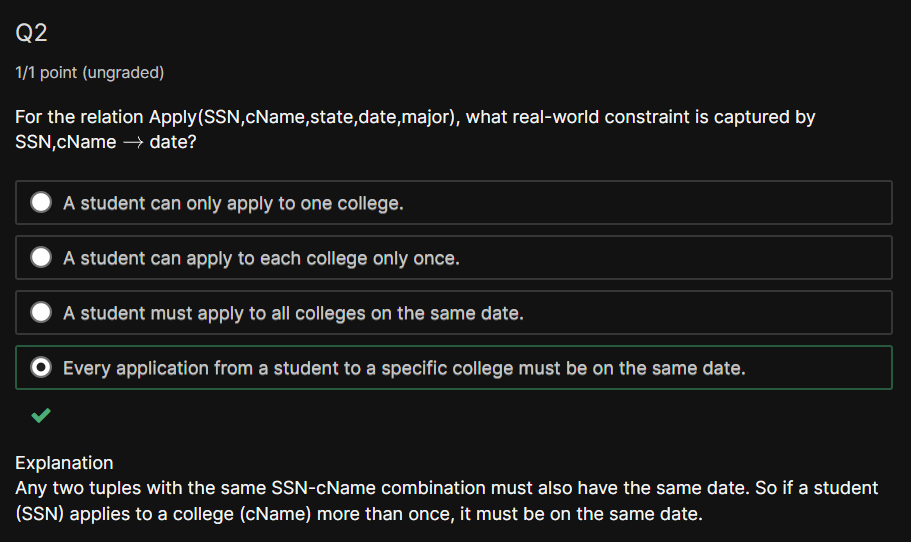 Q2
1/1 point (ungraded)
For the relation Apply(SSN,cName,state,date,major), what real-world constraint is captured by
SSN,cName → date?
A student can only apply to one college.
A student can apply to each college only once.
A student must apply to all colleges on the same date.
Every application from a student to a specific college must be on the same date.
Explanation
Any two tuples with the same SSN-cName combination must also have the same date. So if a student
(SSN) applies to a college (cName) more than once, it must be on the same date.